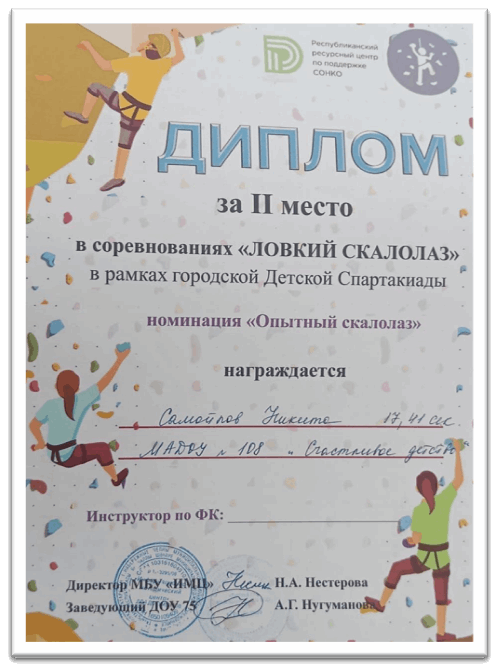 Республиканский
ресурсный центр
по поддержке
СОНКО
ДИПЛОМ
за II место
в соревнованиях «ЛОВКИЙ СКАЛОЛАЗ»
в рамках городской Детской Спартакиады
номинация «Опытный скалолаз»
награждается
Самойлов Никита 17,41 сек
МАДОУ № 108 " Счастливое детство"
Инструктор по ФК:
Директор МБУ «ИМЦ» Н.А. Нестерова
Заведующий ДОУ 75 А.Г. Нугуманова